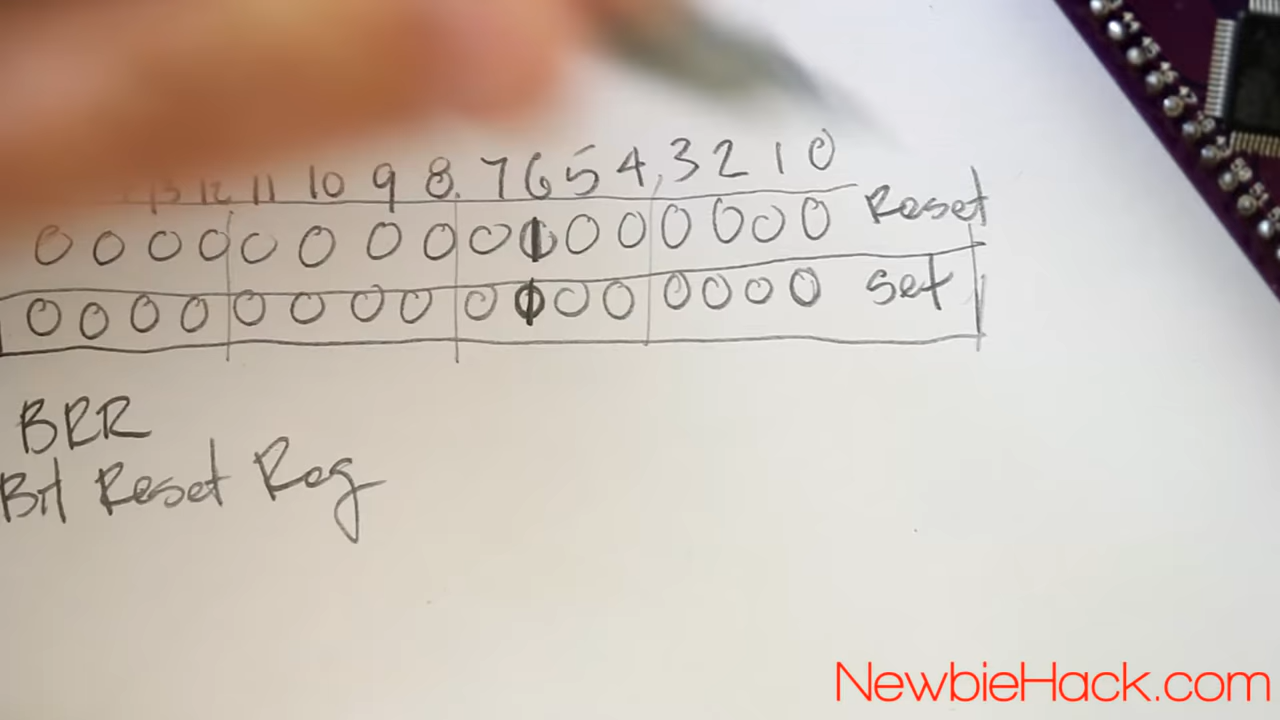 13 12 11 10 9 8. 7 6 5 4, 3 2 1 0
0 0 0 0 0 0 0 0 0 1 0 0 0 0 0 0 Reset
0 0 0 0 0 0 0 0 0 1 0 0 0 0 0 0 Set
BRR
Bit Reset Reg
NewbieHack.com